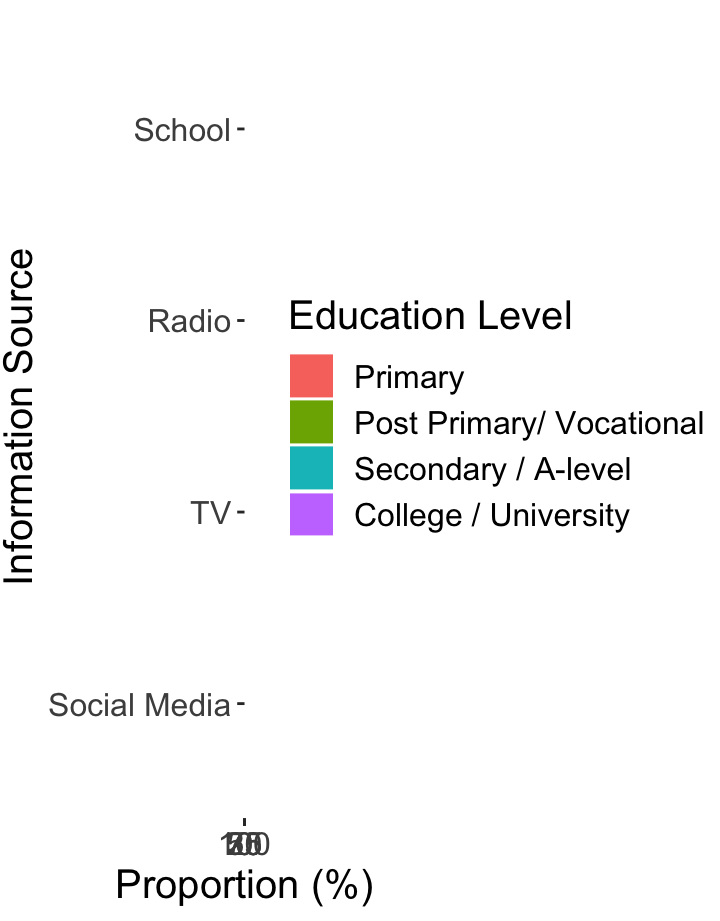 School
Radio
TV
Social Media
Information Source
Education Level
Primary
Post Primary/ Vocational
Secondary / A-level
College / University
Proportion (%)